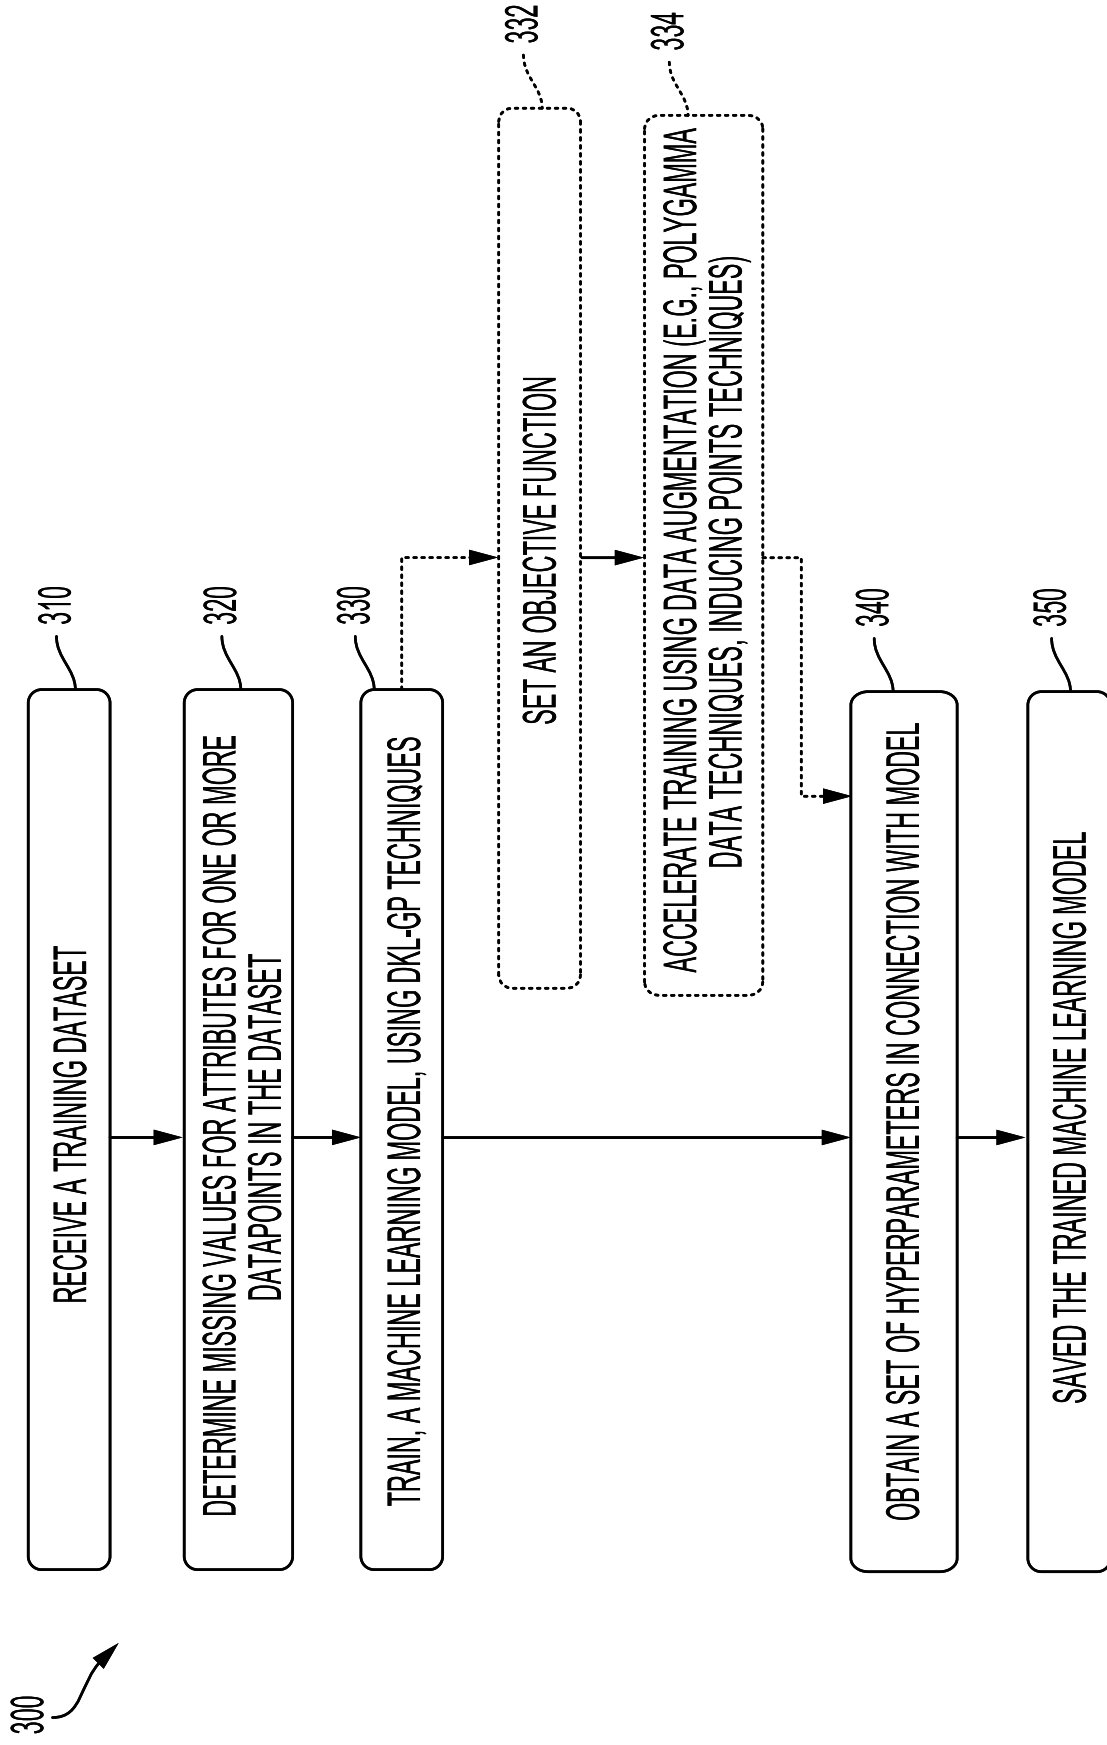 300
RECEIVE A TRAINING DATASET
310
DETERMINE MISSING VALUES FOR ATTRIBUTES FOR ONE OR MORE
DATAPOINTS IN THE DATASET
320
TRAIN, A MACHINE LEARNING MODEL, USING DKL-GP TECHNIQUES
330
SET AN OBJECTIVE FUNCTION
332
ACCELERATE TRAINING USING DATA AUGMENTATION (E.G., POLYGAMMA
DATA TECHNIQUES, INDUCING POINTS TECHNIQUES)
334
OBTAIN A SET OF HYPERPARAMETERS IN CONNECTION WITH MODEL
340
SAVED THE TRAINED MACHINE LEARNING MODEL
350